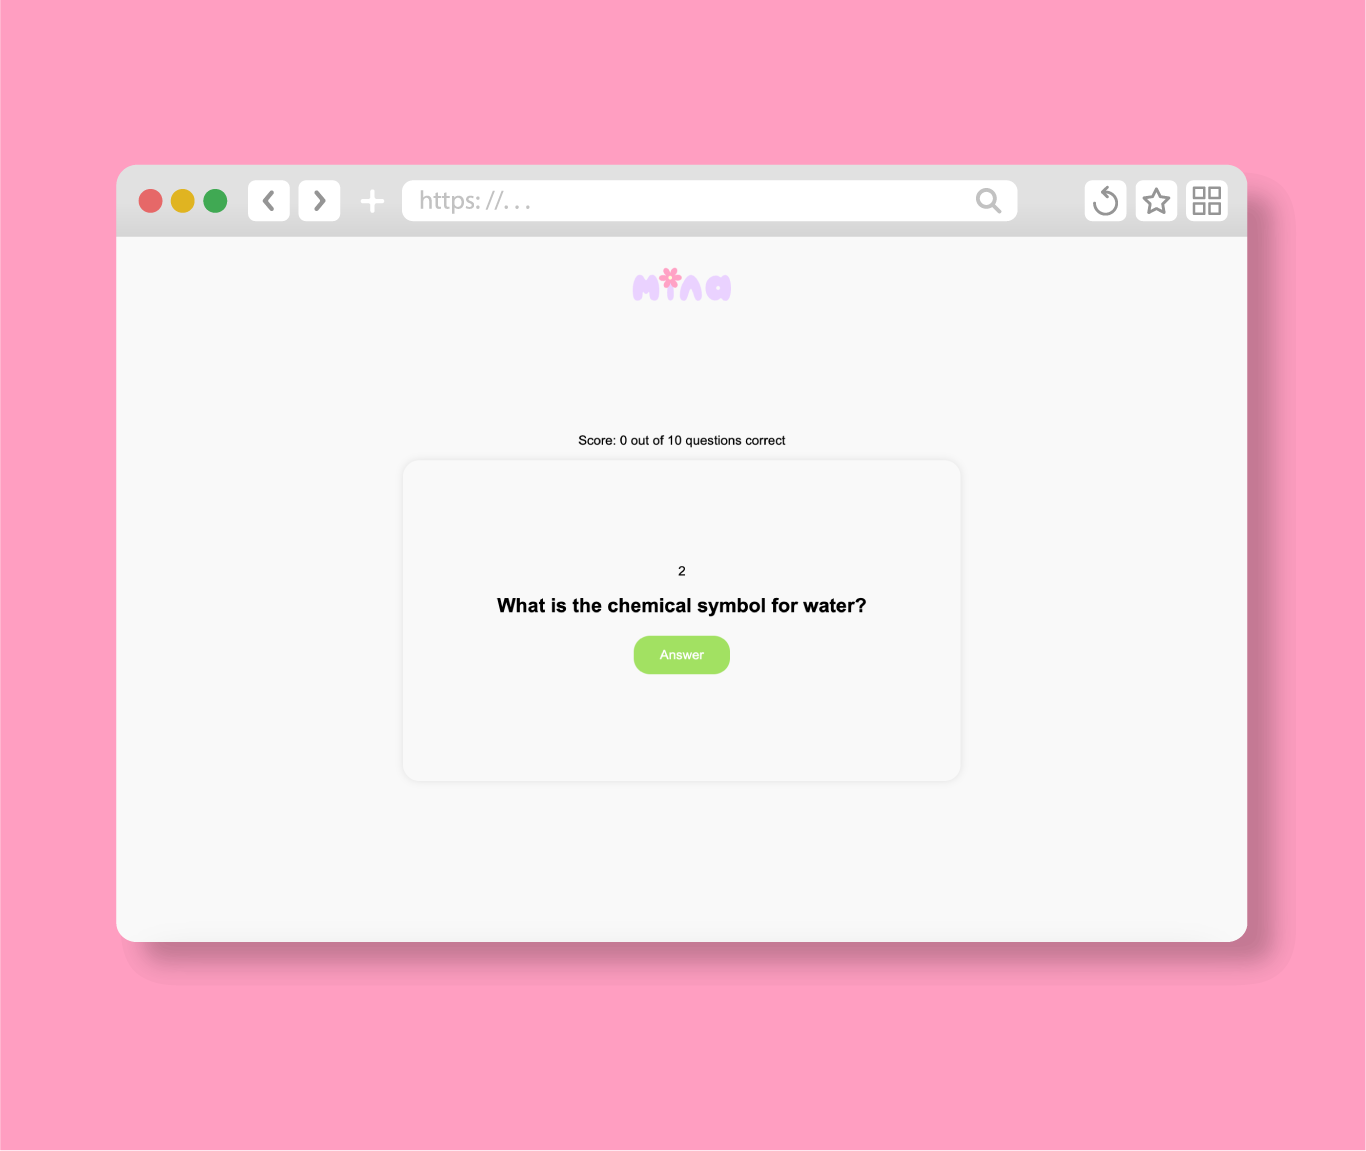 https: //. . .
mina
Score: 0 out of 10 questions correct
2
What is the chemical symbol for water?
Answer